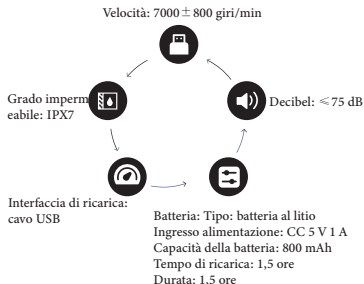 Velocità: 7000±800 giri/min
Grado imperm
eabile: IPX7
Decibel: ≤75 dB
Interfaccia di ricarica:
cavo USB
Batteria: Tipo: batteria al litio
Ingresso alimentazione: CC 5 V 1 A
Capacità della batteria: 800 mAh
Tempo di ricarica: 1,5 ore
Durata: 1,5 ore